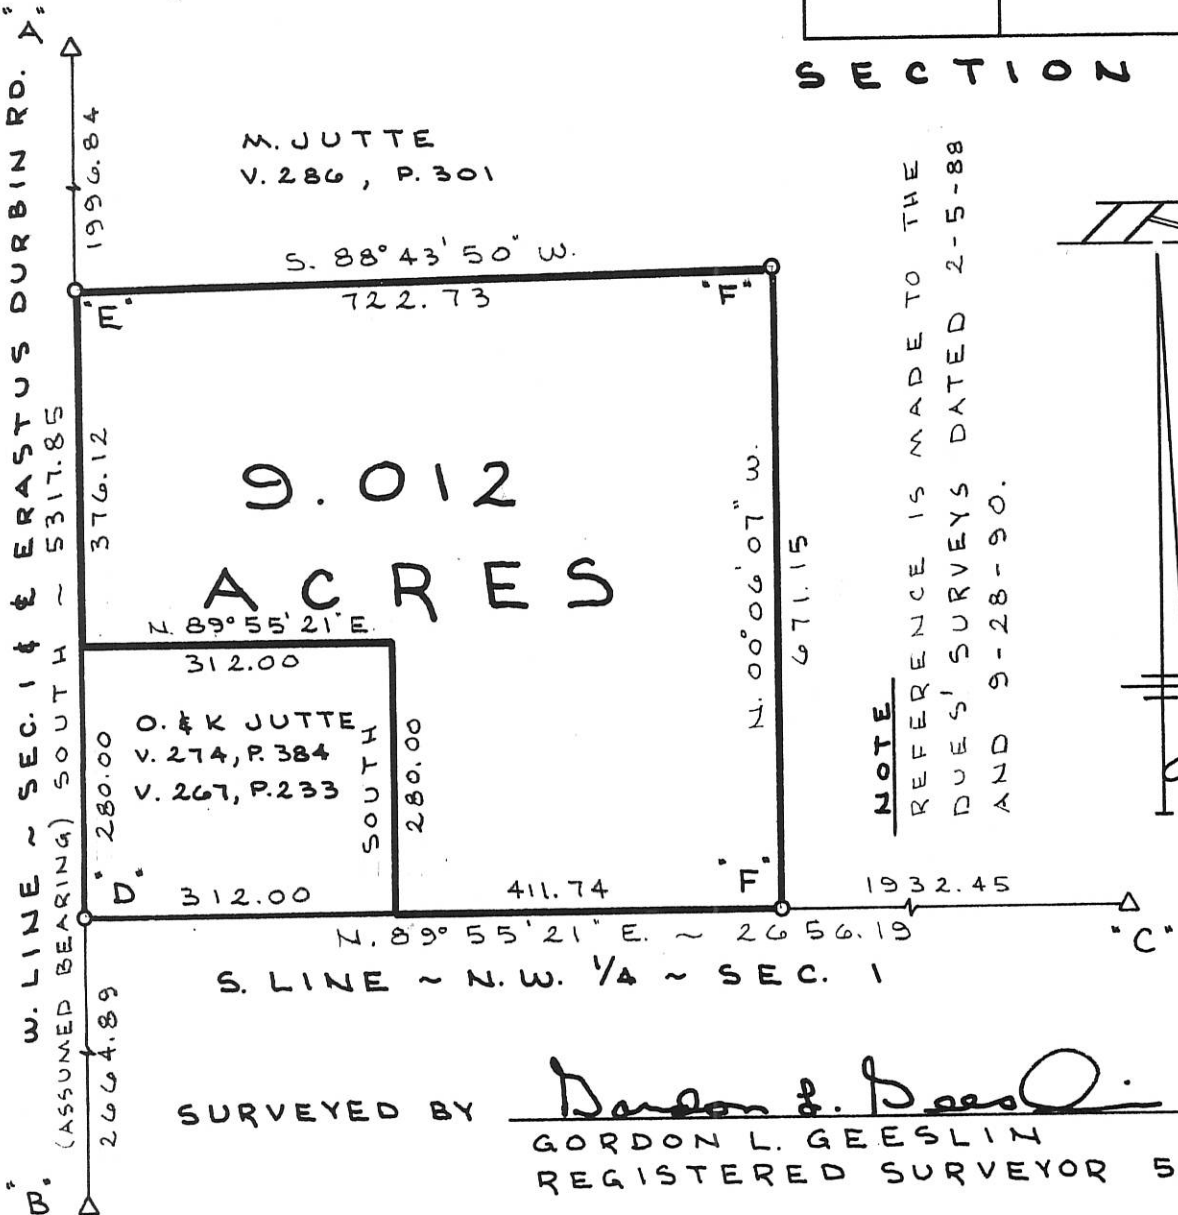 SECTION
"A"
W. LINE ~ SEC. 1 & ₵ ERASTUS DURBIN RD.
(ASSUMED BEARING) SOUTH ~ 5317.85
1996.84
M. JUTTE
V. 286, P. 301
S. 88° 43' 50" W.
722.73
"E"
"F"
376.12
9.012
ACRES
N. 00° 06' 07" W.
671.15
N. 89° 55' 21" E.
312.00
O. & K JUTTE
V. 274, P. 384
V. 267, P. 233
280.00
SOUTH
280.00
"D"
312.00
411.74
"F"
1932.45
"C"
N. 89° 55' 21" E. ~ 2656.19
S. LINE ~ N.W. 1/4 ~ SEC. 1
2664.89
"B"
NOTE
REFERENCE IS MADE TO THE
DUES' SURVEYS DATED 2-5-88
AND 9-28-90.
SURVEYED BY Gordon L. Geeslin
GORDON L. GEESLIN
REGISTERED SURVEYOR 5